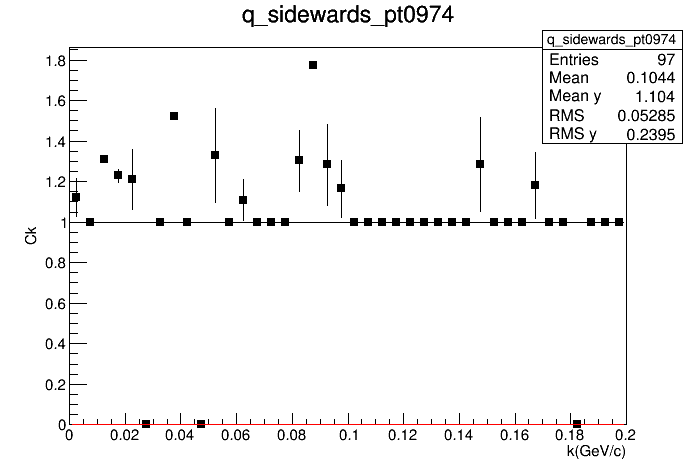 q_sidewards_pt0974
q_sidewards_pt0974
Entries 97
Mean 0.1044
Mean y 1.104
RMS 0.05285
RMS y 0.2395
Ck
1.8
1.6
1.4
1.2
1
0.8
0.6
0.4
0.2
0
0 0.02 0.04 0.06 0.08 0.1 0.12 0.14 0.16 0.18 0.2
k(GeV/c)